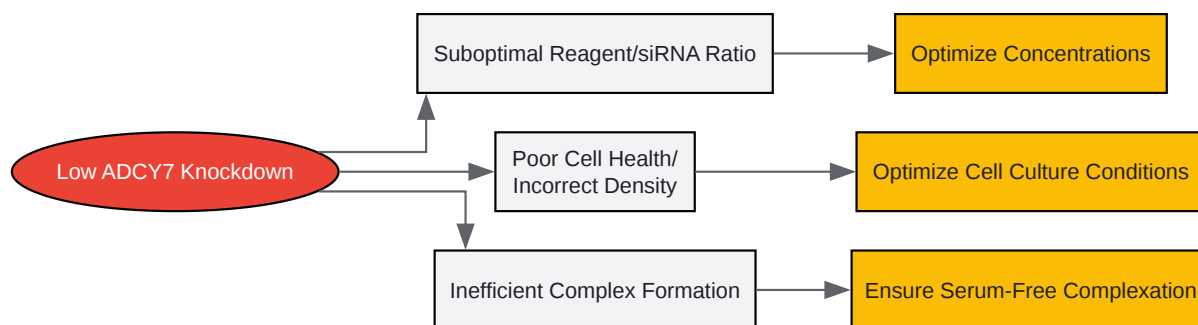 Suboptimal Reagent/siRNA Ratio
Optimize Concentrations
Low ADCY7 Knockdown
Poor Cell Health/
Incorrect Density
Optimize Cell Culture Conditions
Inefficient Complex Formation
Ensure Serum-Free Complexation